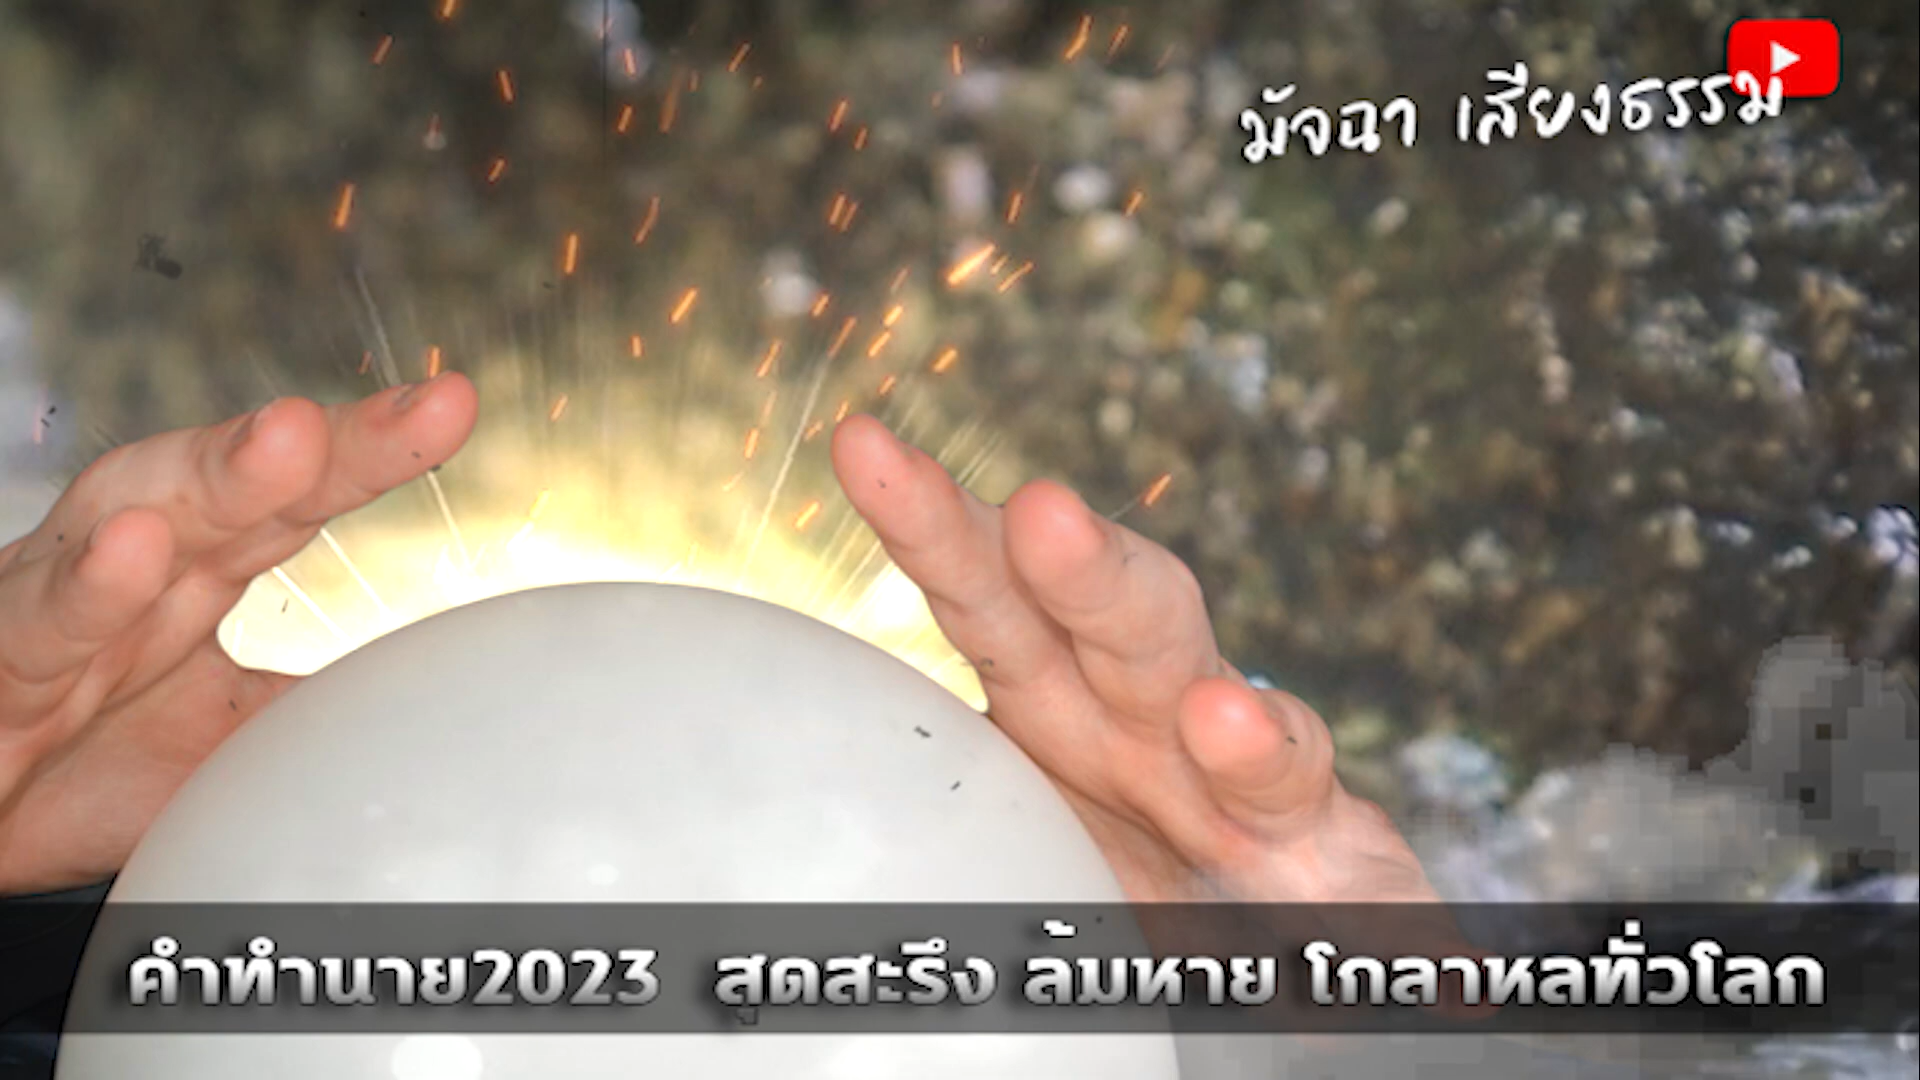 มัจฉา เสียงธรรม
คำทำนาย2023 สุดสะรึง ล้มหาย โกลาหลทั่วโลก